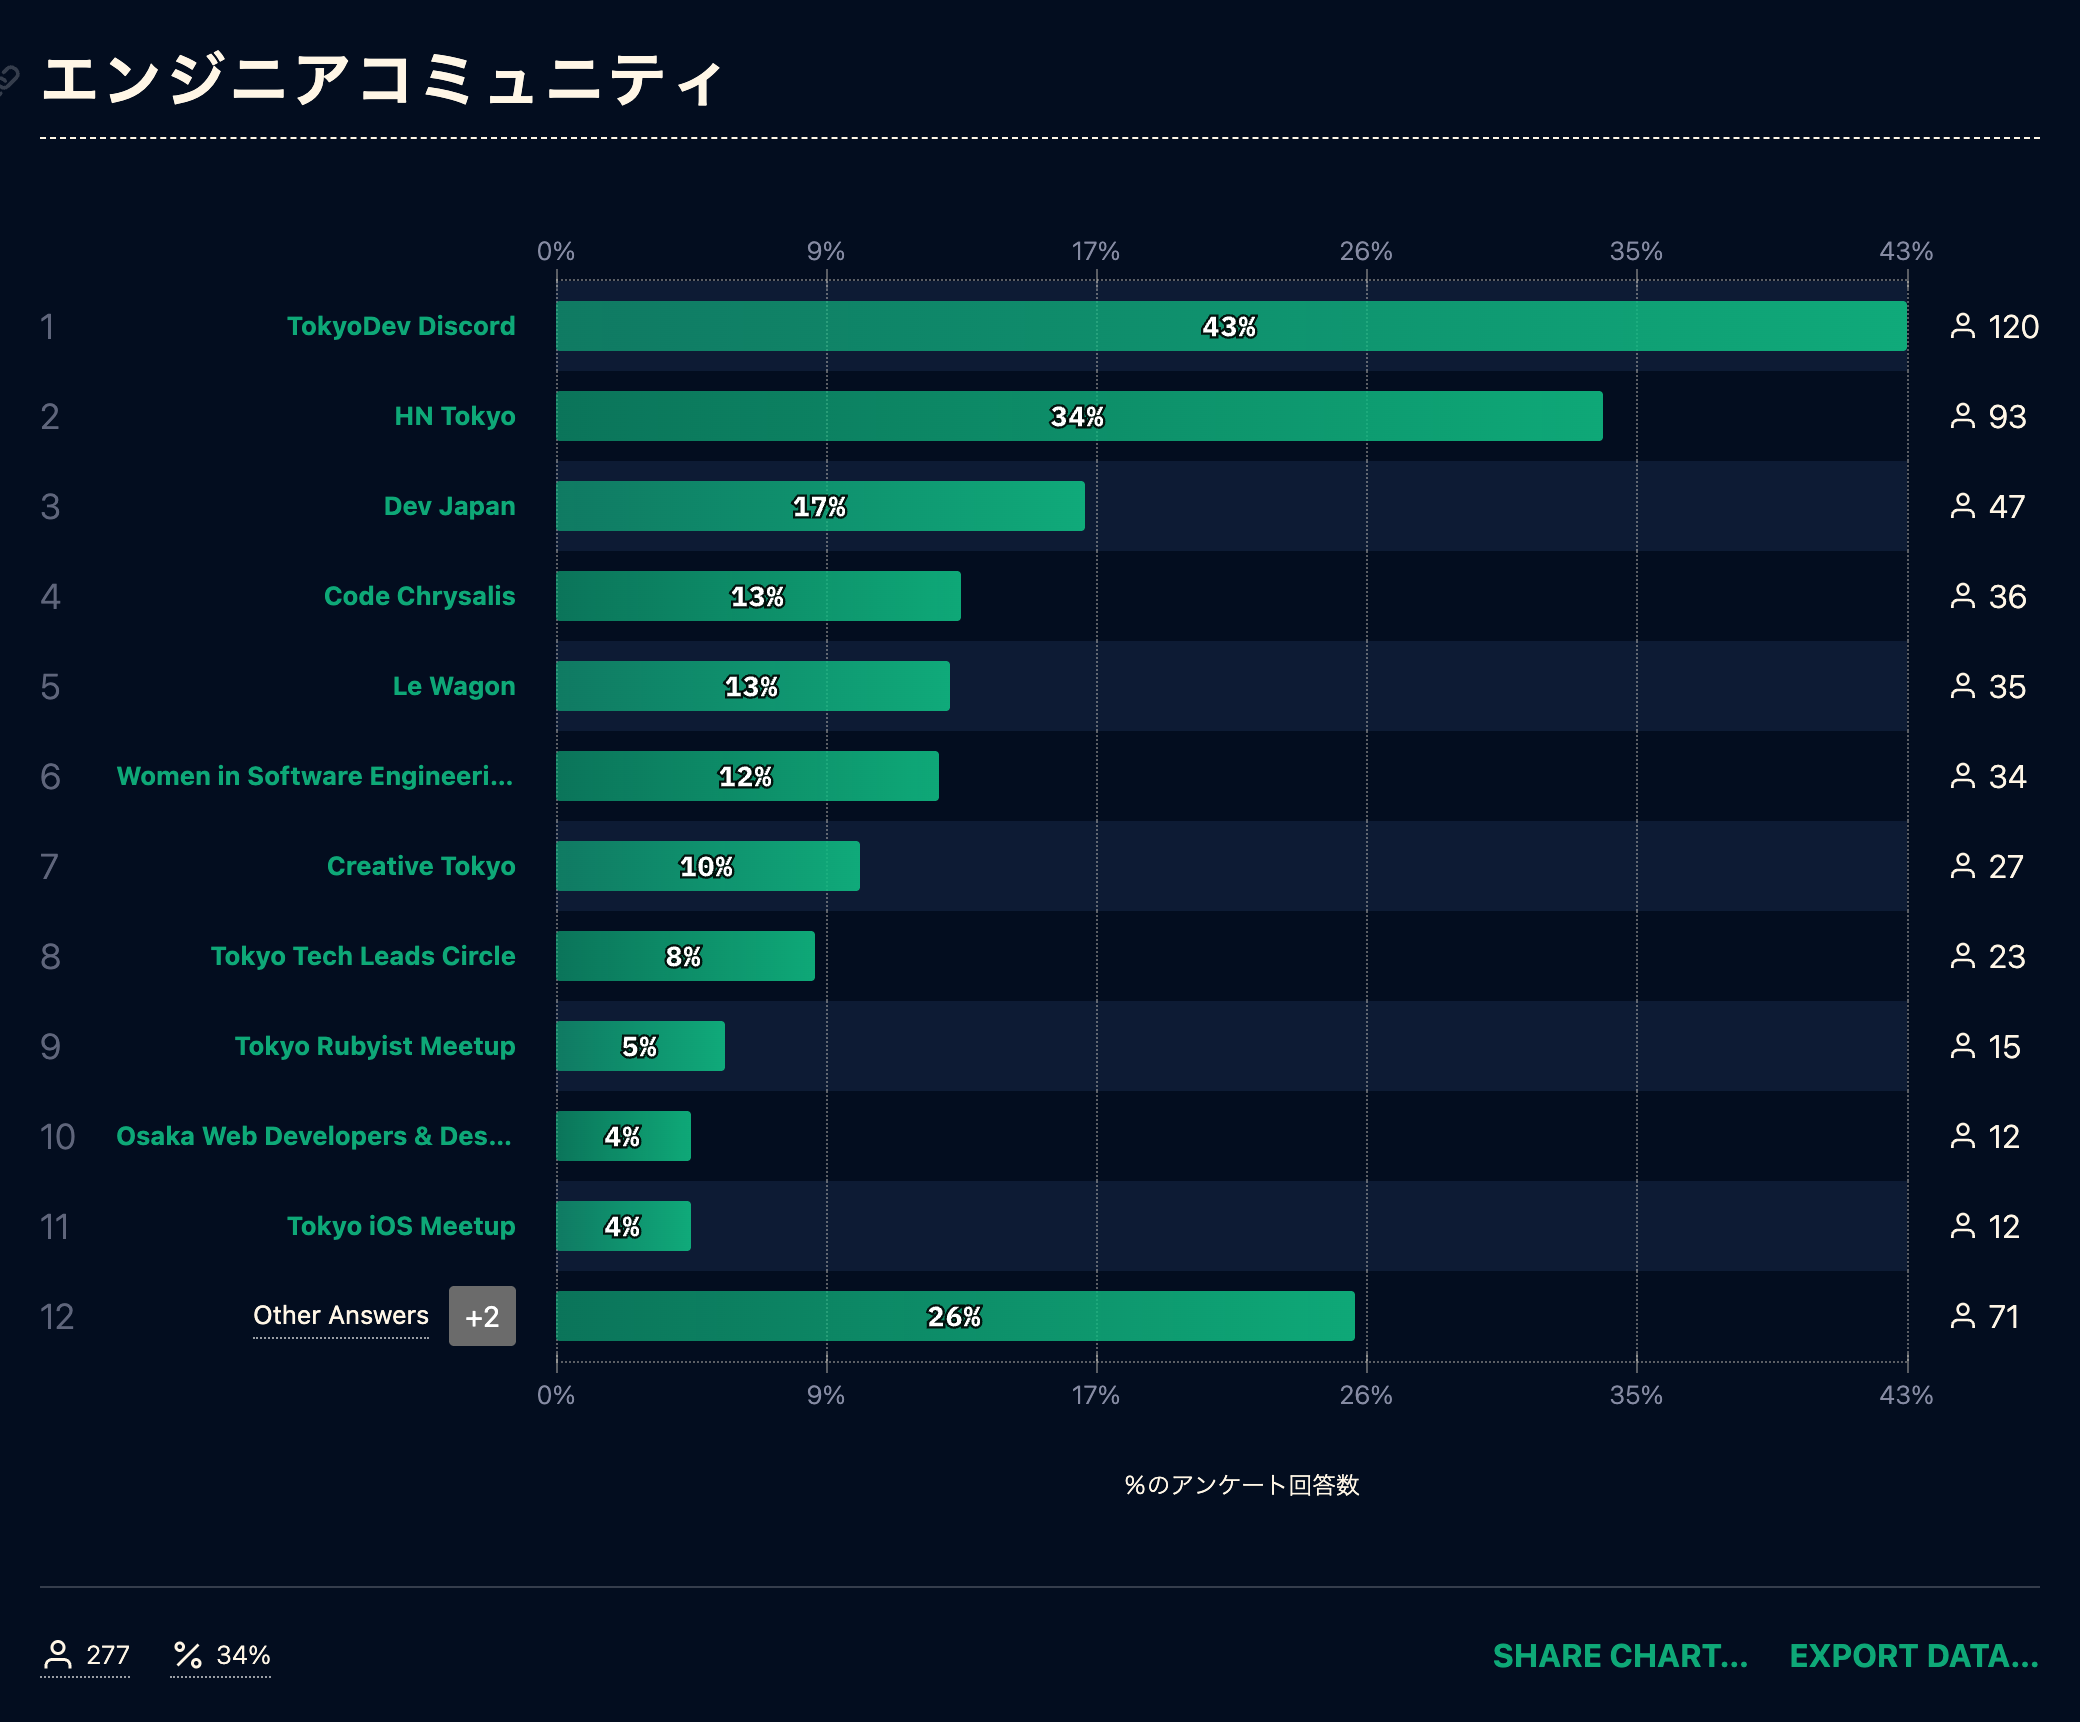 エンジニアコミュニティ
0% 9% 17% 26% 35% 43%
1 TokyoDev Discord 43% 120
2 HN Tokyo 34% 93
3 Dev Japan 17% 47
4 Code Chrysalis 13% 36
5 Le Wagon 13% 35
6 Women in Software Engineeri... 12% 34
7 Creative Tokyo 10% 27
8 Tokyo Tech Leads Circle 8% 23
9 Tokyo Rubyist Meetup 5% 15
10 Osaka Web Developers & Des... 4% 12
11 Tokyo iOS Meetup 4% 12
12 Other Answers +2 26% 71
0% 9% 17% 26% 35% 43%
%のアンケート回答数
277 % 34% SHARE CHART... EXPORT DATA...